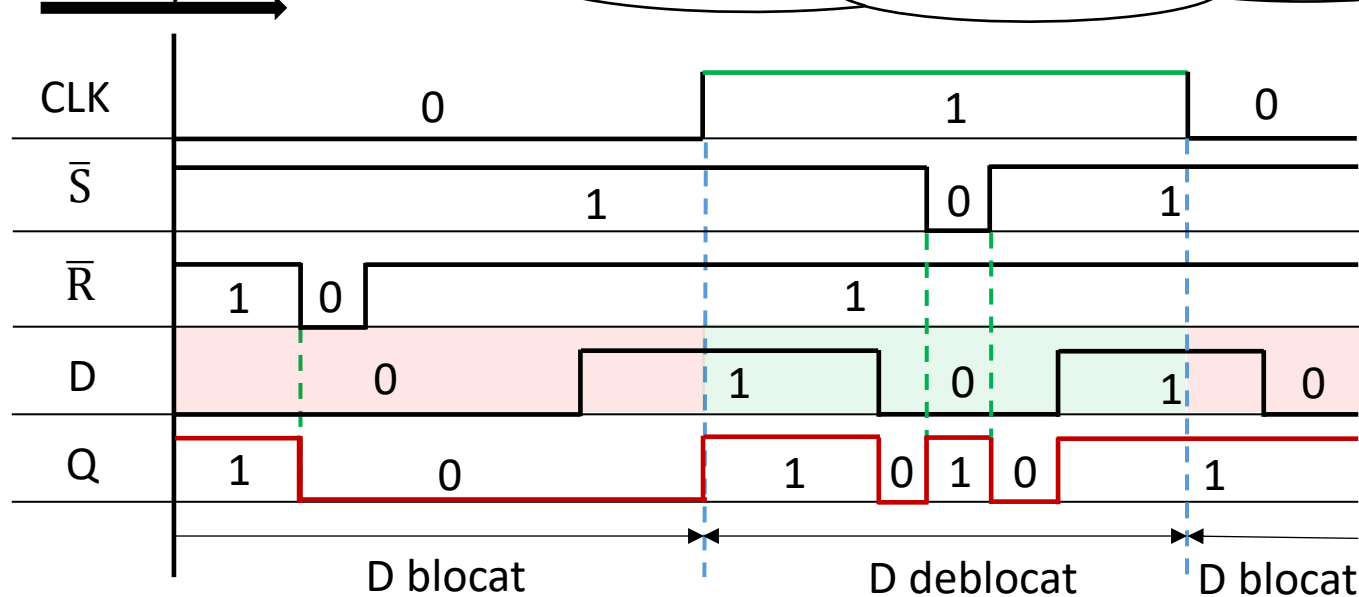 CLK 0 1 0
S̅ 1 0 1
R̅ 1 0 1
D 0 1 0 1 0
Q 1 0 1 0 1 0 1
D blocat D deblocat D blocat